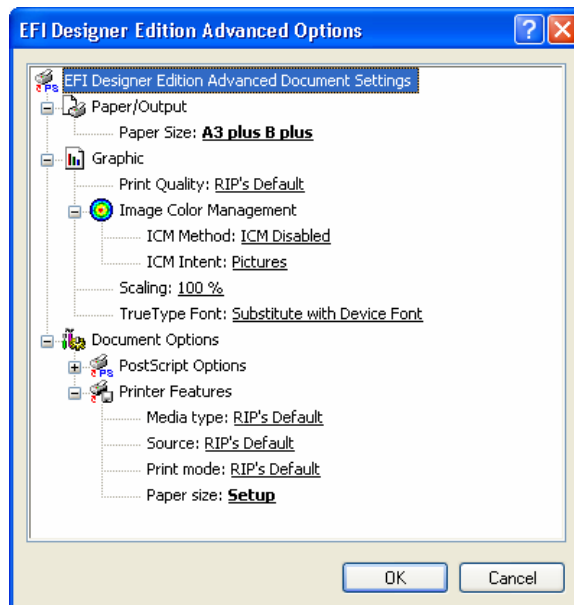 EFI Designer Edition Advanced Options
EFI Designer Edition Advanced Document Settings
Paper/Output
Paper Size: A3 plus B plus
Graphic
Print Quality: RIP's Default
Image Color Management
ICM Method: ICM Disabled
ICM Intent: Pictures
Scaling: 100 %
TrueType Font: Substitute with Device Font
Document Options
PostScript Options
Printer Features
Media type: RIP's Default
Source: RIP's Default
Print mode: RIP's Default
Paper size: Setup
OK Cancel